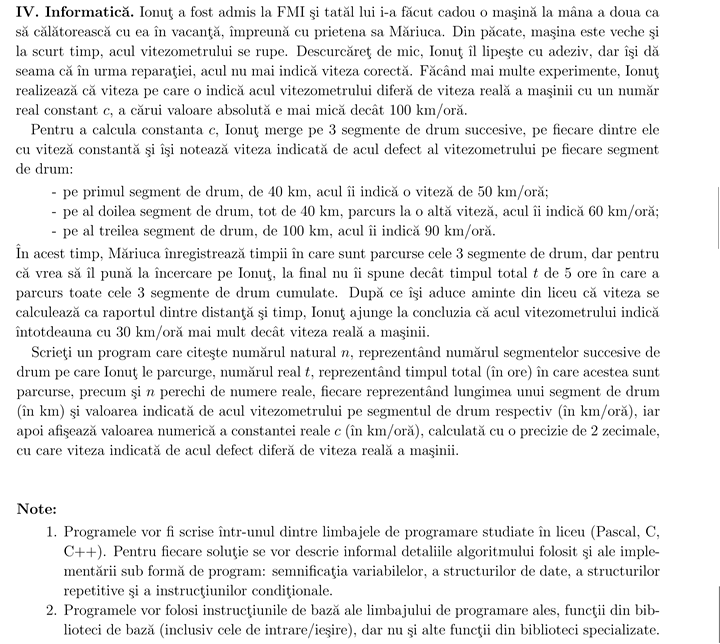 IV. Informatică. Ionuţ a fost admis la FMI şi tatăl lui i-a făcut cadou o maşină la mâna a doua ca
să călătorească cu ea în vacanţă, împreună cu prietena sa Măriuca. Din păcate, maşina este veche şi
la scurt timp, acul vitezometrului se rupe. Descurcăreţ de mic, Ionuţ îl lipeşte cu adeziv, dar îşi dă
seama că în urma reparaţiei, acul nu mai indică viteza corectă. Făcând mai multe experimente, Ionuţ
realizează că viteza pe care o indică acul vitezometrului diferă de viteza reală a maşinii cu un număr
real constant c, a cărui valoare absolută e mai mică decât 100 km/oră.
Pentru a calcula constanta c, Ionuţ merge pe 3 segmente de drum succesive, pe fiecare dintre ele
cu viteză constantă şi îşi notează viteza indicată de acul defect al vitezometrului pe fiecare segment
de drum:
- pe primul segment de drum, de 40 km, acul îi indică o viteză de 50 km/oră;
- pe al doilea segment de drum, tot de 40 km, parcurs la o altă viteză, acul îi indică 60 km/oră;
- pe al treilea segment de drum, de 100 km, acul îi indică 90 km/oră.
În acest timp, Măriuca înregistrează timpii în care sunt parcurse cele 3 segmente de drum, dar pentru
că vrea să îl pună la încercare pe Ionuţ, la final nu îi spune decât timpul total t de 5 ore în care a
parcurs toate cele 3 segmente de drum cumulate. După ce îşi aduce aminte din liceu că viteza se
calculează ca raportul dintre distanţă şi timp, Ionuţ ajunge la concluzia că acul vitezometrului indică
întotdeauna cu 30 km/oră mai mult decât viteza reală a maşinii.
Scrieţi un program care citeşte numărul natural n, reprezentând numărul segmentelor succesive de
drum pe care Ionuţ le parcurge, numărul real t, reprezentând timpul total (în ore) în care acestea sunt
parcurse, precum şi n perechi de numere reale, fiecare reprezentând lungimea unui segment de drum
(în km) şi valoarea indicată de acul vitezometrului pe segmentul de drum respectiv (în km/oră), iar
apoi afişează valoarea numerică a constantei reale c (în km/oră), calculată cu o precizie de 2 zecimale,
cu care viteza indicată de acul defect diferă de viteza reală a maşinii.
Note:
1. Programele vor fi scrise într-unul dintre limbajele de programare studiate în liceu (Pascal, C,
C++). Pentru fiecare soluţie se vor descrie informal detaliile algoritmului folosit şi ale imple-
mentării sub formă de program: semnificaţia variabilelor, a structurilor de date, a structurilor
repetitive şi a instrucţiunilor condiţionale.
2. Programele vor folosi instrucţiunile de bază ale limbajului de programare ales, funcţii din bib-
lioteci de bază (inclusiv cele de intrare/ieşire), dar nu şi alte funcţii din biblioteci specializate.